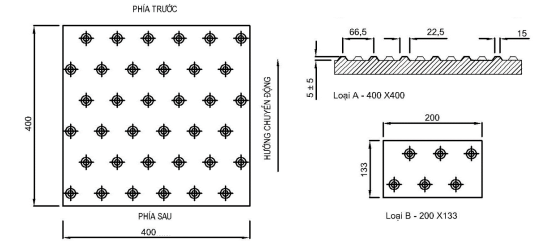 PHÍA TRƯỚC
400
HƯỚNG CHUYỂN ĐỘNG
PHÍA SAU
400
66,5
22,5
15
5 ± 5
Loại A - 400 X400
200
133
Loại B - 200 X133